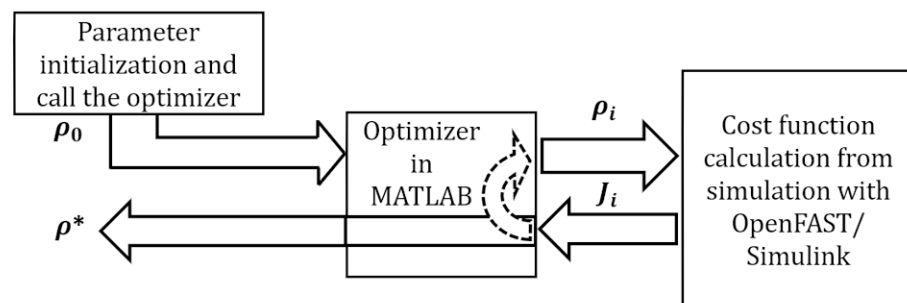 Parameter
initialization and
call the optimizer
ρ₀
Optimizer
in
MATLAB
ρᵢ
Jᵢ
ρ*
Cost function
calculation from
simulation with
OpenFAST/
Simulink